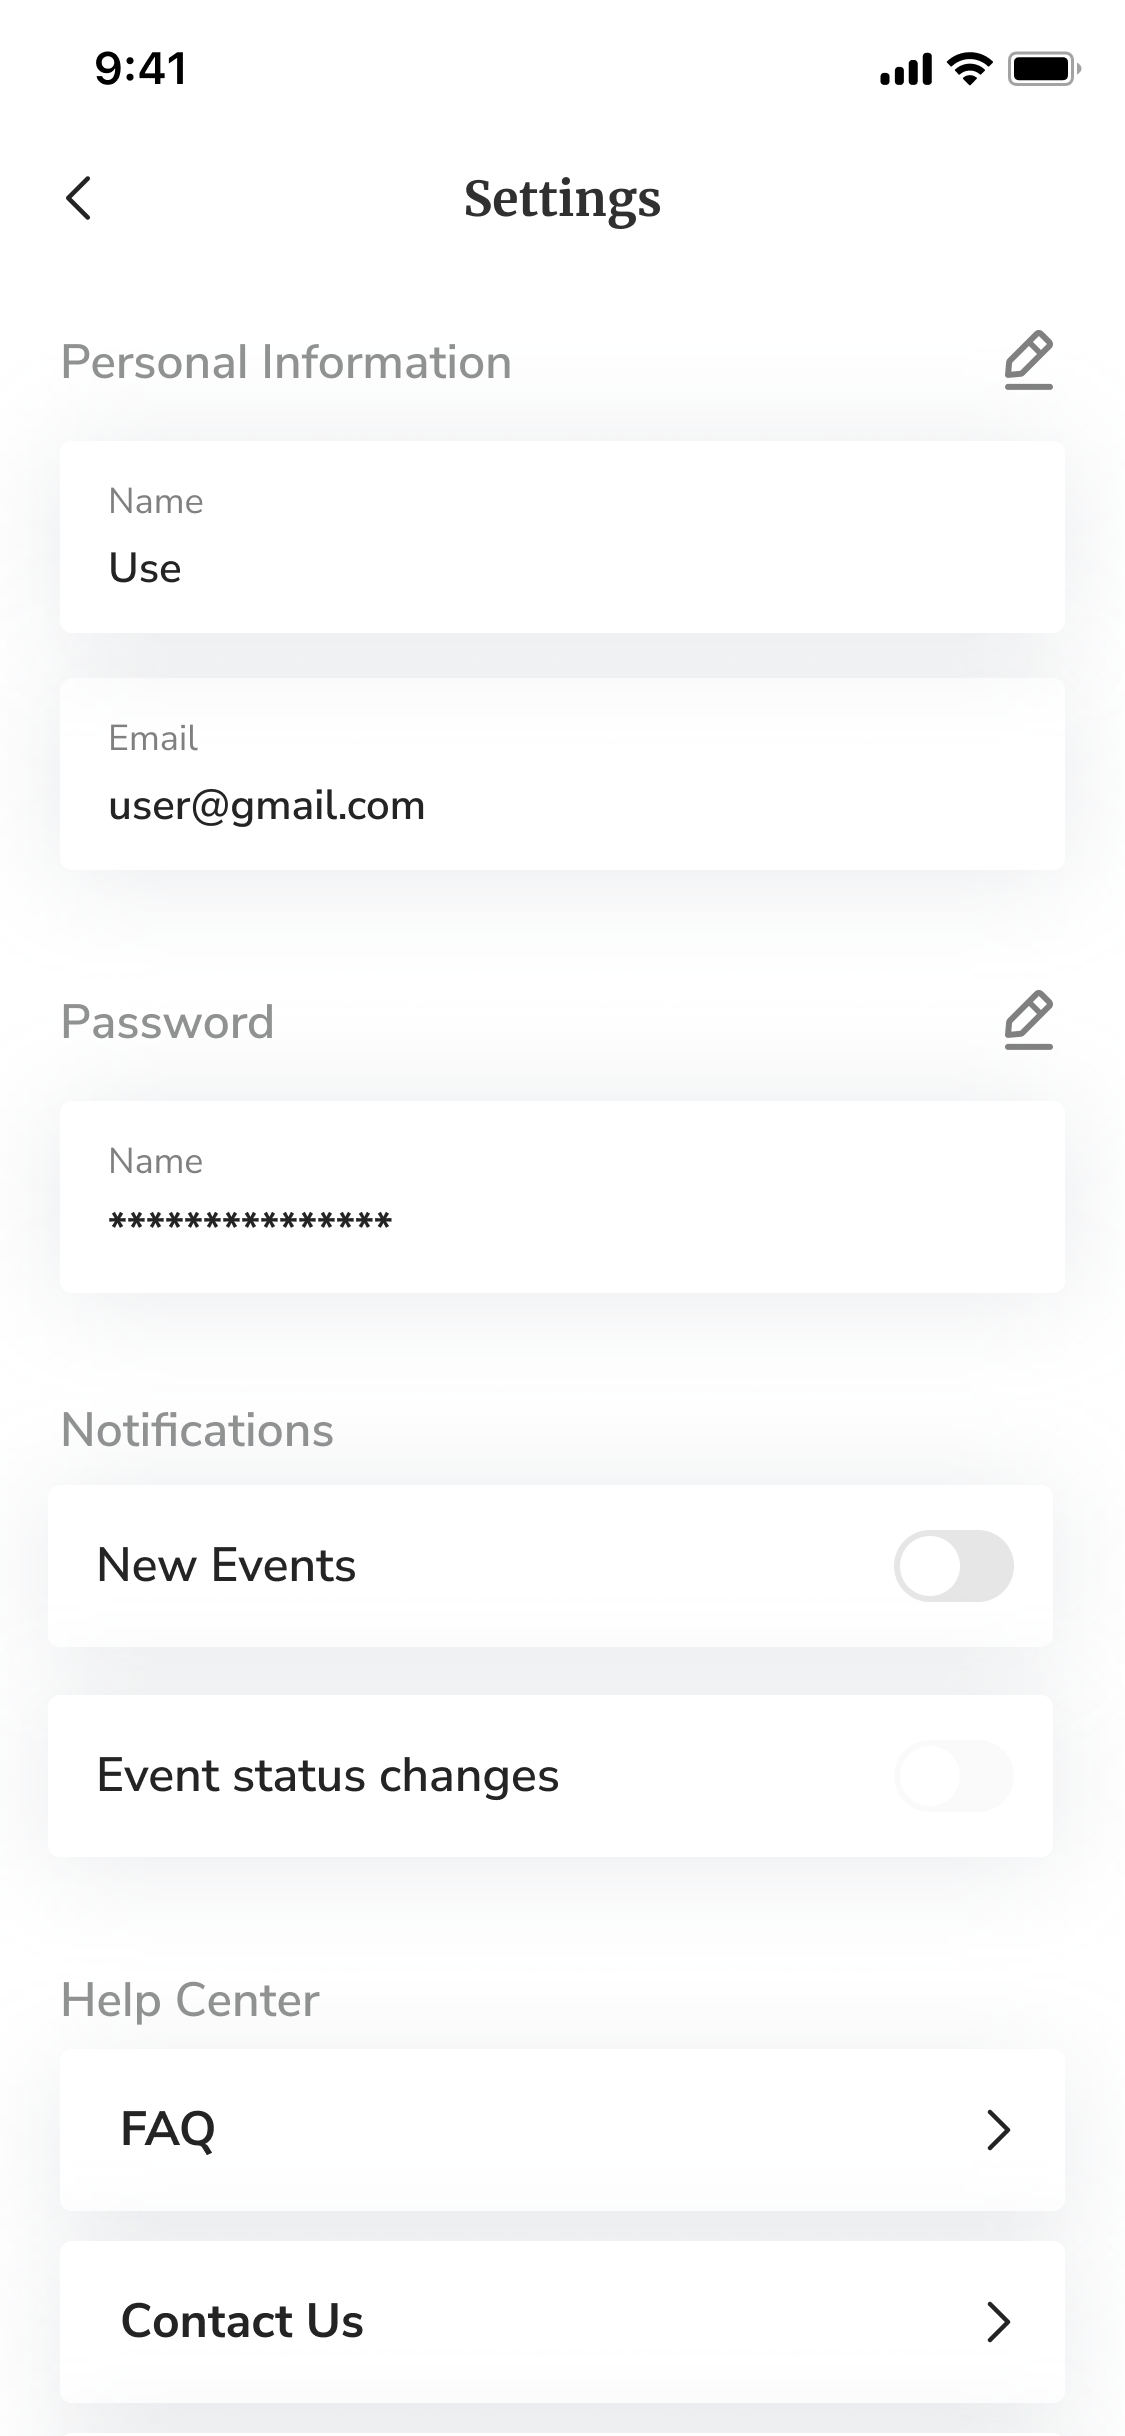 9:41
Settings
Personal Information
Name
Use
Email
user@gmail.com
Password
Name
***************
Notifications
New Events
Event status changes
Help Center
FAQ
Contact Us